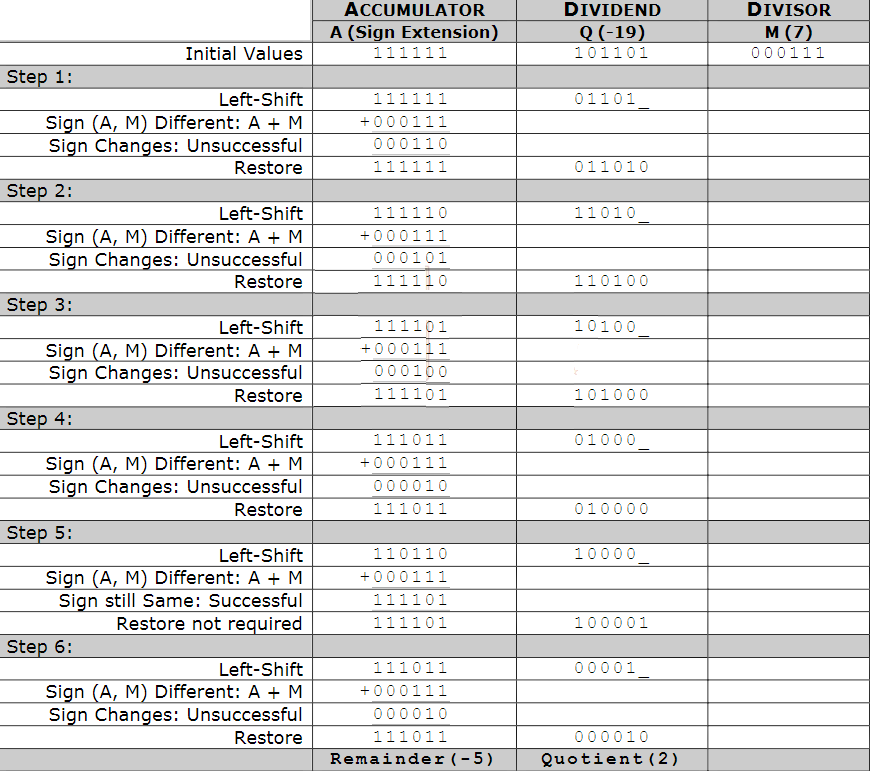 ACCUMULATOR DIVIDEND DIVISOR
A (Sign Extension) Q (-19) M (7)
Initial Values 111111 101101 000111
Step 1:
Left-Shift 111111 01101_
Sign (A, M) Different: A + M +000111
Sign Changes: Unsuccessful 000110
Restore 111111 011010
Step 2:
Left-Shift 111110 11010_
Sign (A, M) Different: A + M +000111
Sign Changes: Unsuccessful 000101
Restore 111110 110100
Step 3:
Left-Shift 111101 10100_
Sign (A, M) Different: A + M +000111
Sign Changes: Unsuccessful 000100
Restore 111101 101000
Step 4:
Left-Shift 111011 01000_
Sign (A, M) Different: A + M +000111
Sign Changes: Unsuccessful 000010
Restore 111011 010000
Step 5:
Left-Shift 110110 10000_
Sign (A, M) Different: A + M +000111
Sign still Same: Successful 111101
Restore not required 111101 100001
Step 6:
Left-Shift 111011 00001_
Sign (A, M) Different: A + M +000111
Sign Changes: Unsuccessful 000010
Restore 111011 000010
Remainder(-5) Quotient(2)